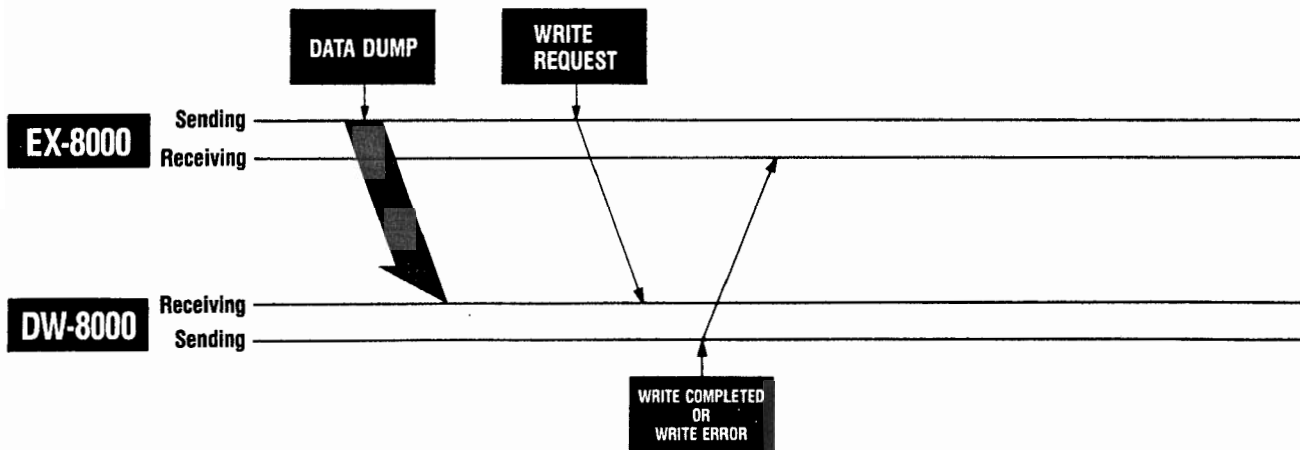 DATA DUMP
WRITE
REQUEST
EX-8000
Sending
Receiving
DW-8000
Receiving
Sending
WRITE COMPLETED
OR
WRITE ERROR